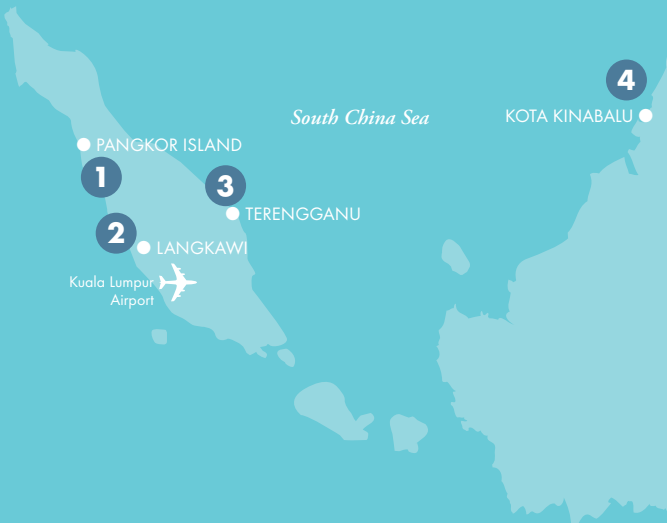 4
South China Sea
KOTA KINABALU
PANGKOR ISLAND
1
3
TERENGGANU
2
LANGKAWI
Kuala Lumpur
Airport